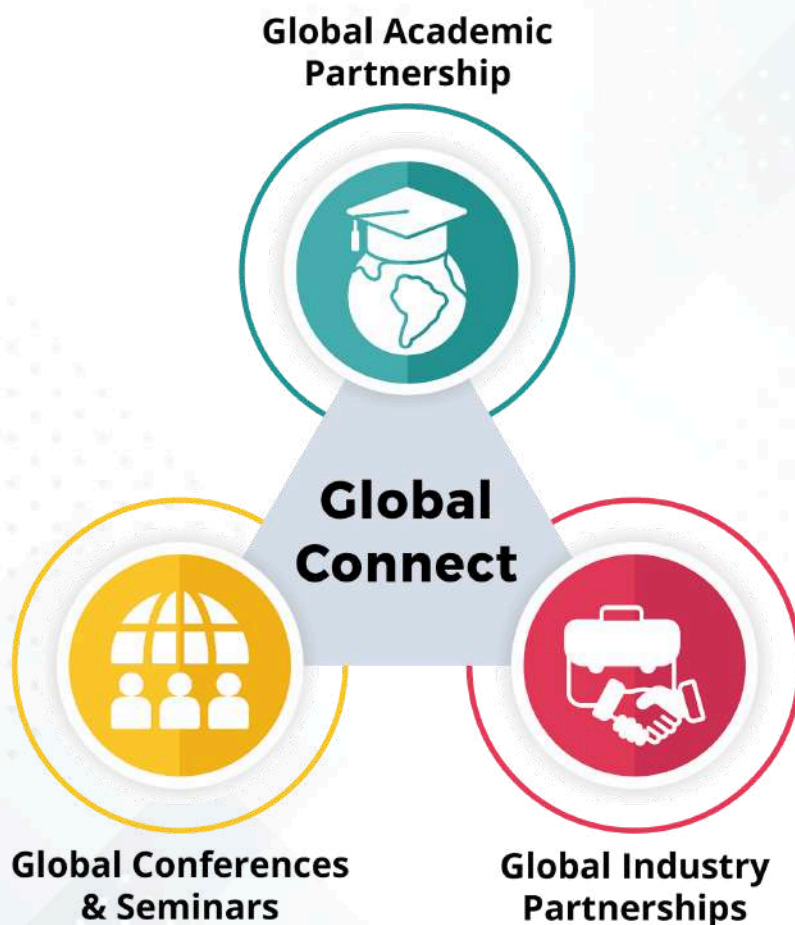 Global Academic
Partnership
Global
Connect
Global Conferences
& Seminars
Global Industry
Partnerships